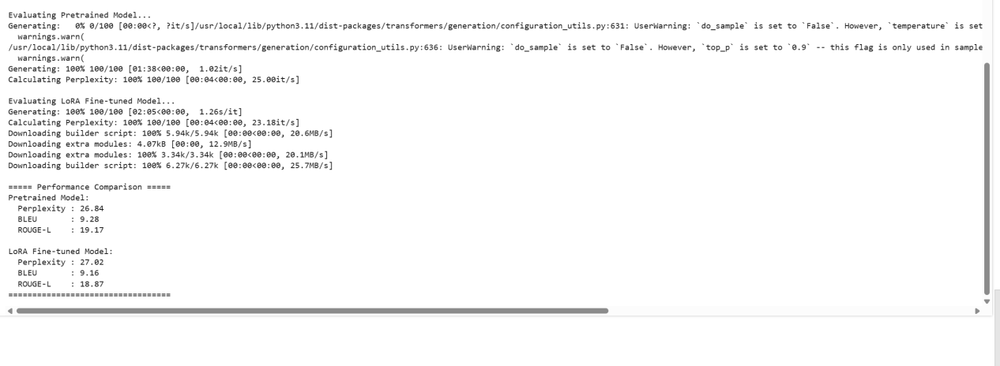 Evaluating Pretrained Model...
Generating:   0% 0/100 [00:00<?, ?it/s]/usr/local/lib/python3.11/dist-packages/transformers/generation/configuration_utils.py:631: UserWarning: `do_sample` is set to `False`. However, `temperature` is set
  warnings.warn(
/usr/local/lib/python3.11/dist-packages/transformers/generation/configuration_utils.py:636: UserWarning: `do_sample` is set to `False`. However, `top_p` is set to `0.9` -- this flag is only used in sample
  warnings.warn(
Generating: 100% 100/100 [01:38<00:00,  1.02it/s]
Calculating Perplexity: 100% 100/100 [00:04<00:00, 25.00it/s]

Evaluating LoRA Fine-tuned Model...
Generating: 100% 100/100 [02:05<00:00,  1.26s/it]
Calculating Perplexity: 100% 100/100 [00:04<00:00, 23.18it/s]
Downloading builder script: 100% 5.94k/5.94k [00:00<00:00, 20.6MB/s]
Downloading extra modules: 4.07kB [00:00, 12.9MB/s]
Downloading extra modules: 100% 3.34k/3.34k [00:00<00:00, 20.1MB/s]
Downloading builder script: 100% 6.27k/6.27k [00:00<00:00, 25.7MB/s]

===== Performance Comparison =====
Pretrained Model:
  Perplexity : 26.84
  BLEU       : 9.28
  ROUGE-L    : 19.17

LoRA Fine-tuned Model:
  Perplexity : 27.02
  BLEU       : 9.16
  ROUGE-L    : 18.87
==================================